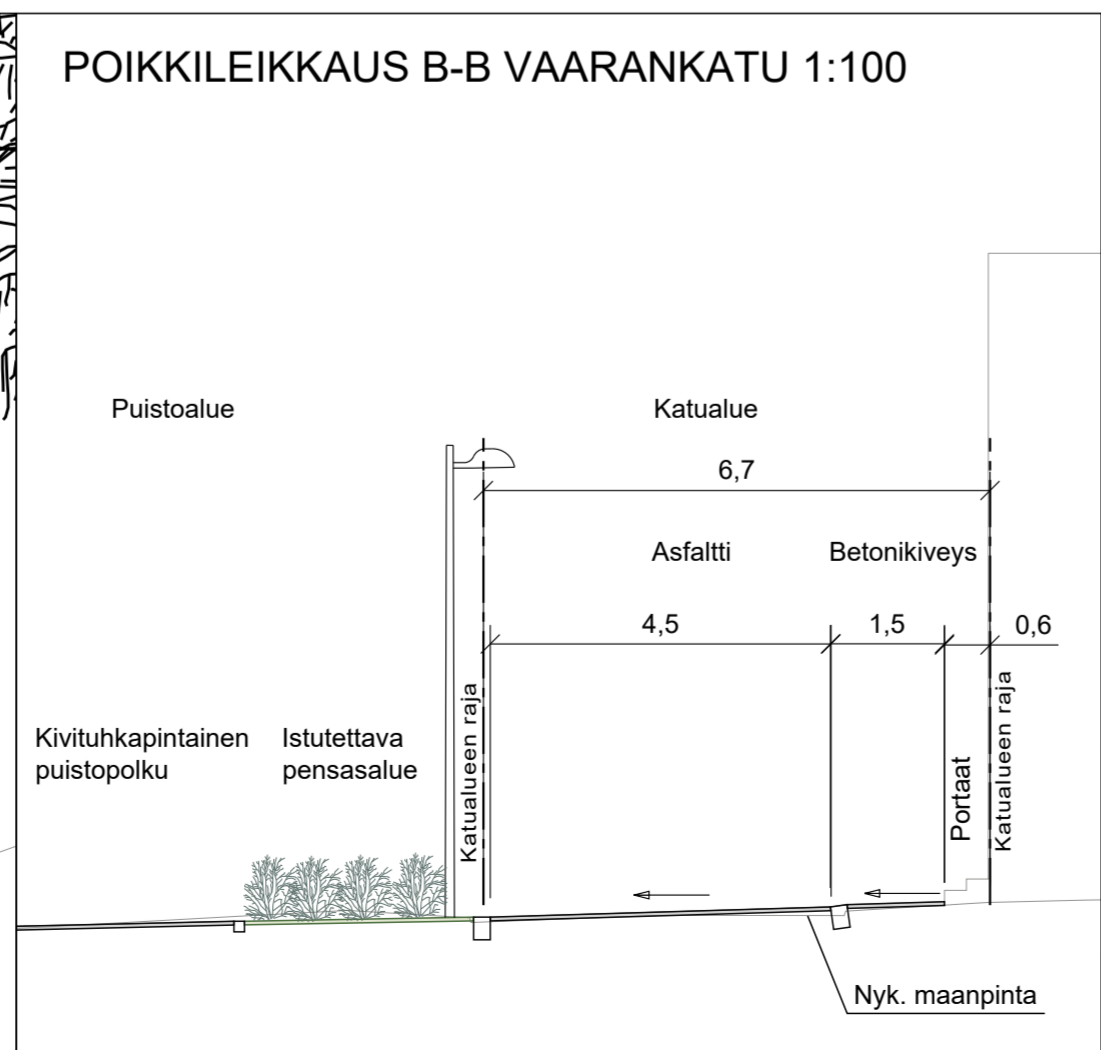 POIKKILEIKKAUS B-B VAARANKATU 1:100
Puistoalue
Katualue
6,7
Asfaltti
Betonikiveys
4,5
1,5
0,6
Kivituhkapintainen
puistopolku
Istutettava
pensasalue
Katualueen raja
Portaat
Katualueen raja
Nyk. maanpinta